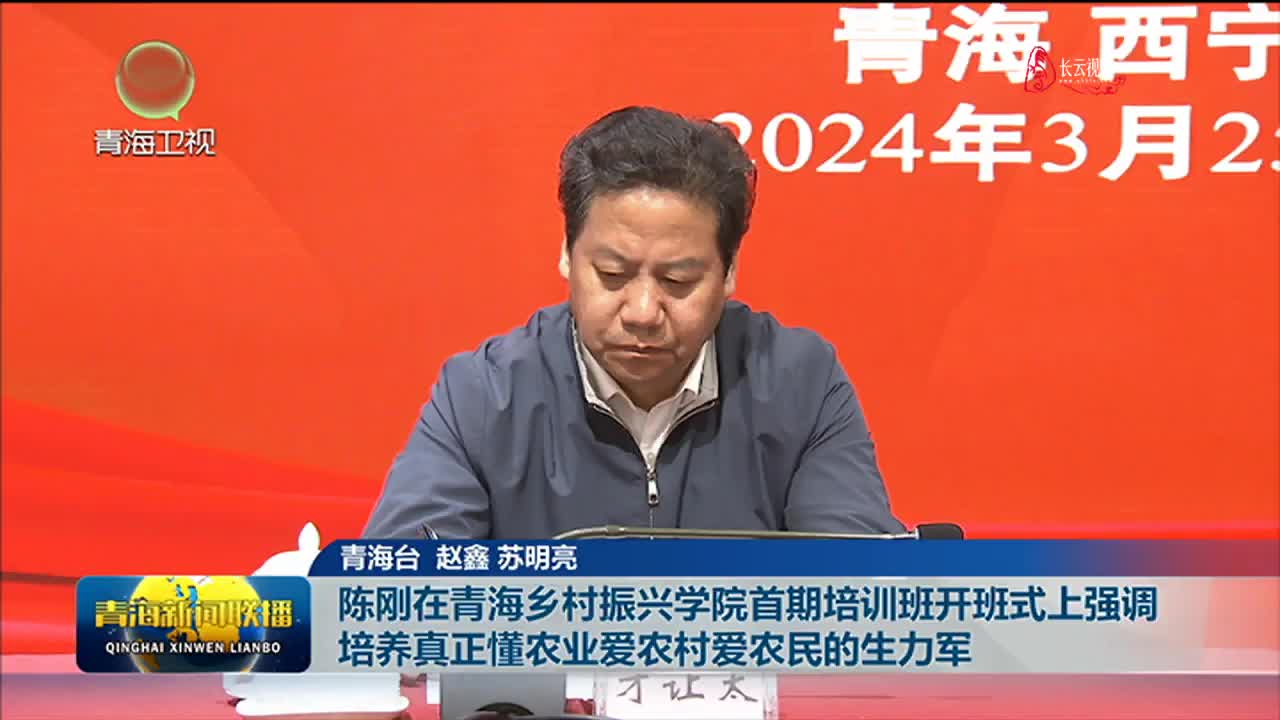 青海 西宁
长云视
青海卫视
2024年3月2
青海台 赵鑫 苏明亮
陈刚在青海乡村振兴学院首期培训班开班式上强调
青海新闻联播
QINGHAI XINWEN LIANBO
培养真正懂农业爱农村爱农民的生力军
才让太